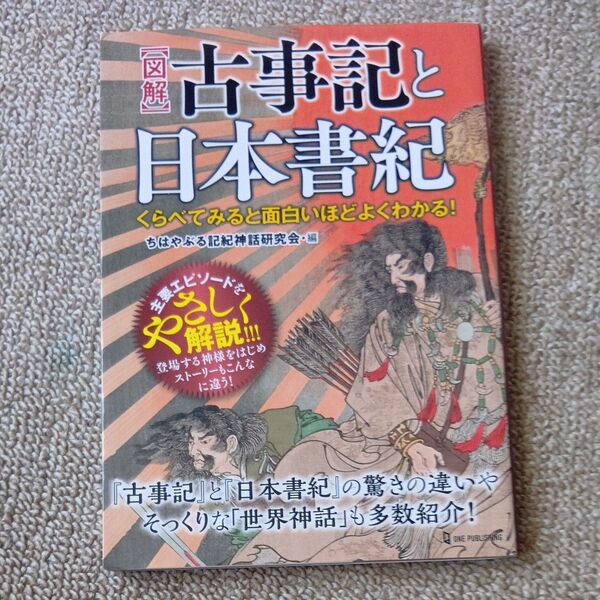 【図解】
古事記と
日本書紀
くらべてみると面白いほどよくわかる!
ちはやぶる記紀神話研究会・編
主要エピソードを
やさしく
解説!!!
登場する神様をはじめ
ストーリーもこんな
に違う!
『古事記』と『日本書紀』の驚きの違いや
そっくりな「世界神話」も多数紹介!
ONE PUBLISHING